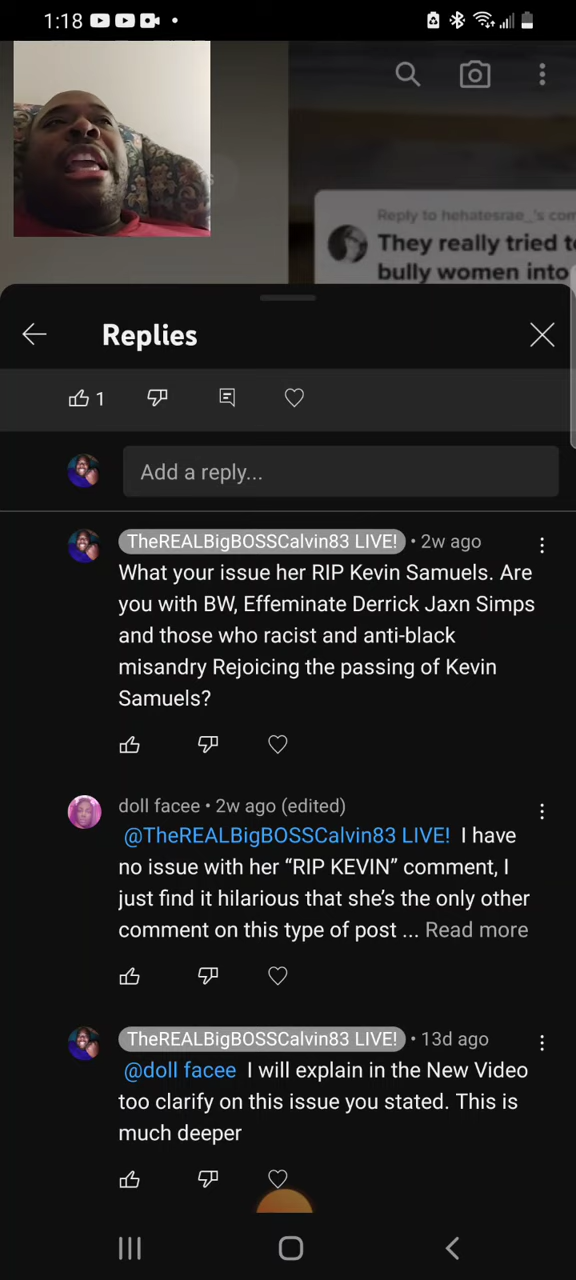 1:18
Reply to hehatesrae_'s com
They really tried t
bully women into
Replies
1
Add a reply...
TheREALBigBOSSCalvin83 LIVE! • 2w ago
What your issue her RIP Kevin Samuels. Are
you with BW, Effeminate Derrick Jaxn Simps
and those who racist and anti-black
misandry Rejoicing the passing of Kevin
Samuels?
doll facee • 2w ago (edited)
@TheREALBigBOSSCalvin83 LIVE! I have
no issue with her “RIP KEVIN” comment, I
just find it hilarious that she’s the only other
comment on this type of post ... Read more
TheREALBigBOSSCalvin83 LIVE! • 13d ago
@doll facee I will explain in the New Video
too clarify on this issue you stated. This is
much deeper